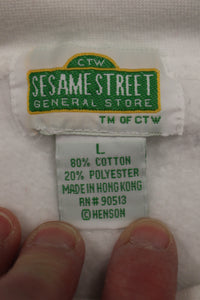 CTW
SESAME STREET
GENERAL STORE
TM OF CTW
L
80% COTTON
20% POLYESTER
MADE IN HONG KONG
RN# 90513
©HENSON